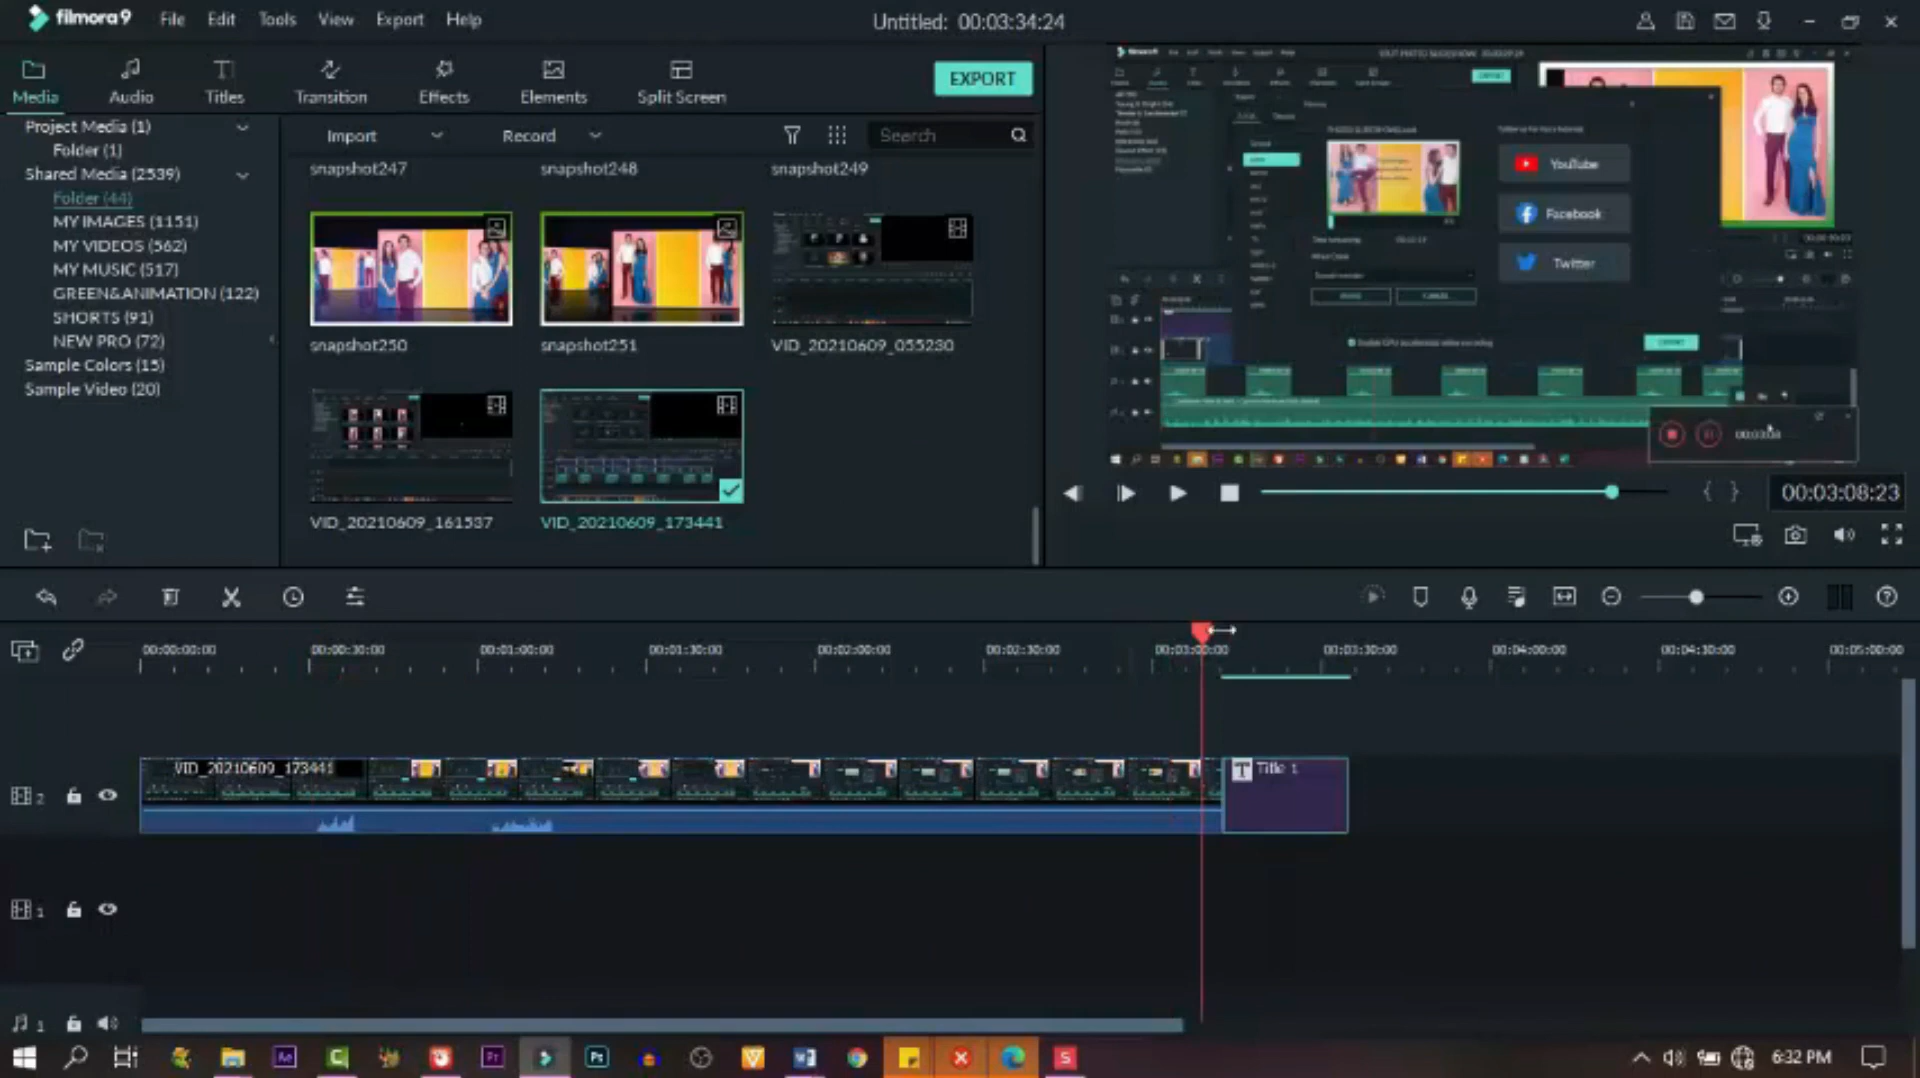 filmora9 File Edit Tools View Export Help Untitled: 00:03:34:24
Media Audio Titles Transition Effects Elements Split Screen EXPORT
Project Media (1)
Folder (1)
Shared Media (2539)
Folder (44)
MY IMAGES (1151)
MY VIDEOS (562)
MY MUSIC (517)
GREEN&ANIMATION (122)
SHORTS (91)
NEW PRO (72)
Sample Colors (15)
Sample Video (20)
Import Record Search
snapshot247 snapshot248 snapshot249
snapshot250 snapshot251 VID_20210609_055230
VID_20210609_161537 VID_20210609_173441
filmora9
YouTube
Facebook
Twitter
00:03:08:23
00:00:00:00 00:00:30:00 00:01:00:00 00:01:30:00 00:02:00:00 00:02:30:00 00:03:00:00 00:03:30:00 00:04:00:00 00:04:30:00 00:05:00:00
VID_20210609_173441 T Title 1
2
1
1
Ae Pr Ps S
6:32 PM